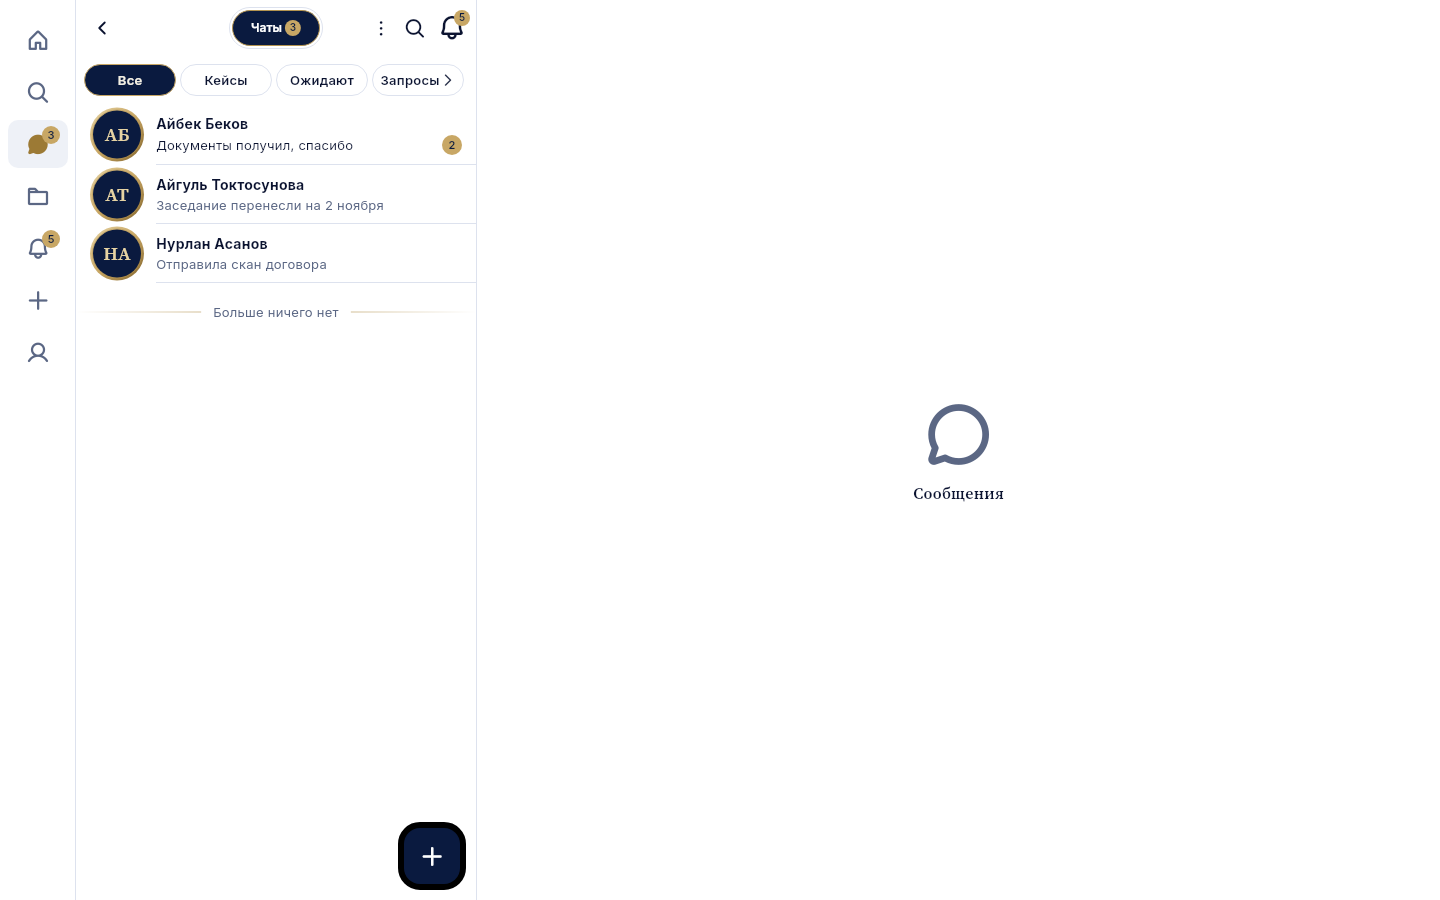 Чаты 3
5
Все
Кейсы
Ожидают
Запросы
3
5
АБ
Айбек Беков
Документы получил, спасибо
2
АТ
Айгуль Токтосунова
Заседание перенесли на 2 ноября
НА
Нурлан Асанов
Отправила скан договора
Больше ничего нет
Сообщения